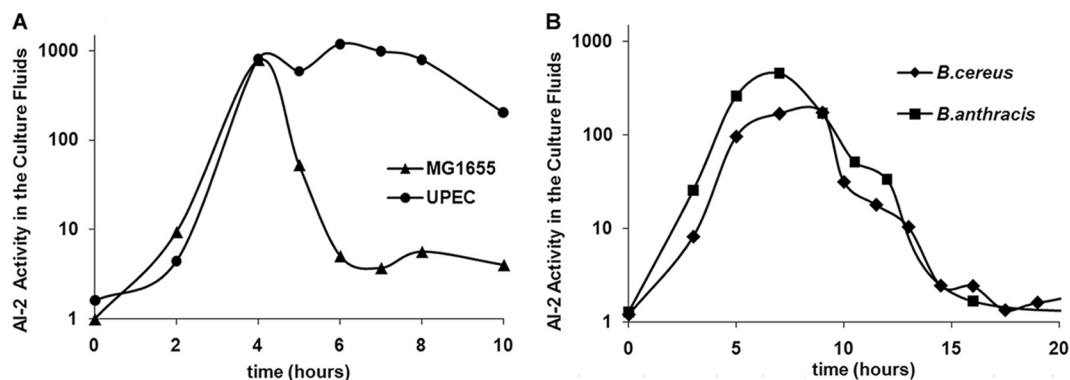 A
AI-2 Activity in the Culture Fluids
1000
100
10
1
0 2 4 6 8 10
time (hours)
MG1655
UPEC
B
AI-2 Activity in the Culture Fluids
1000
100
10
1
0 5 10 15 20
time (hours)
B.cereus
B.anthracis